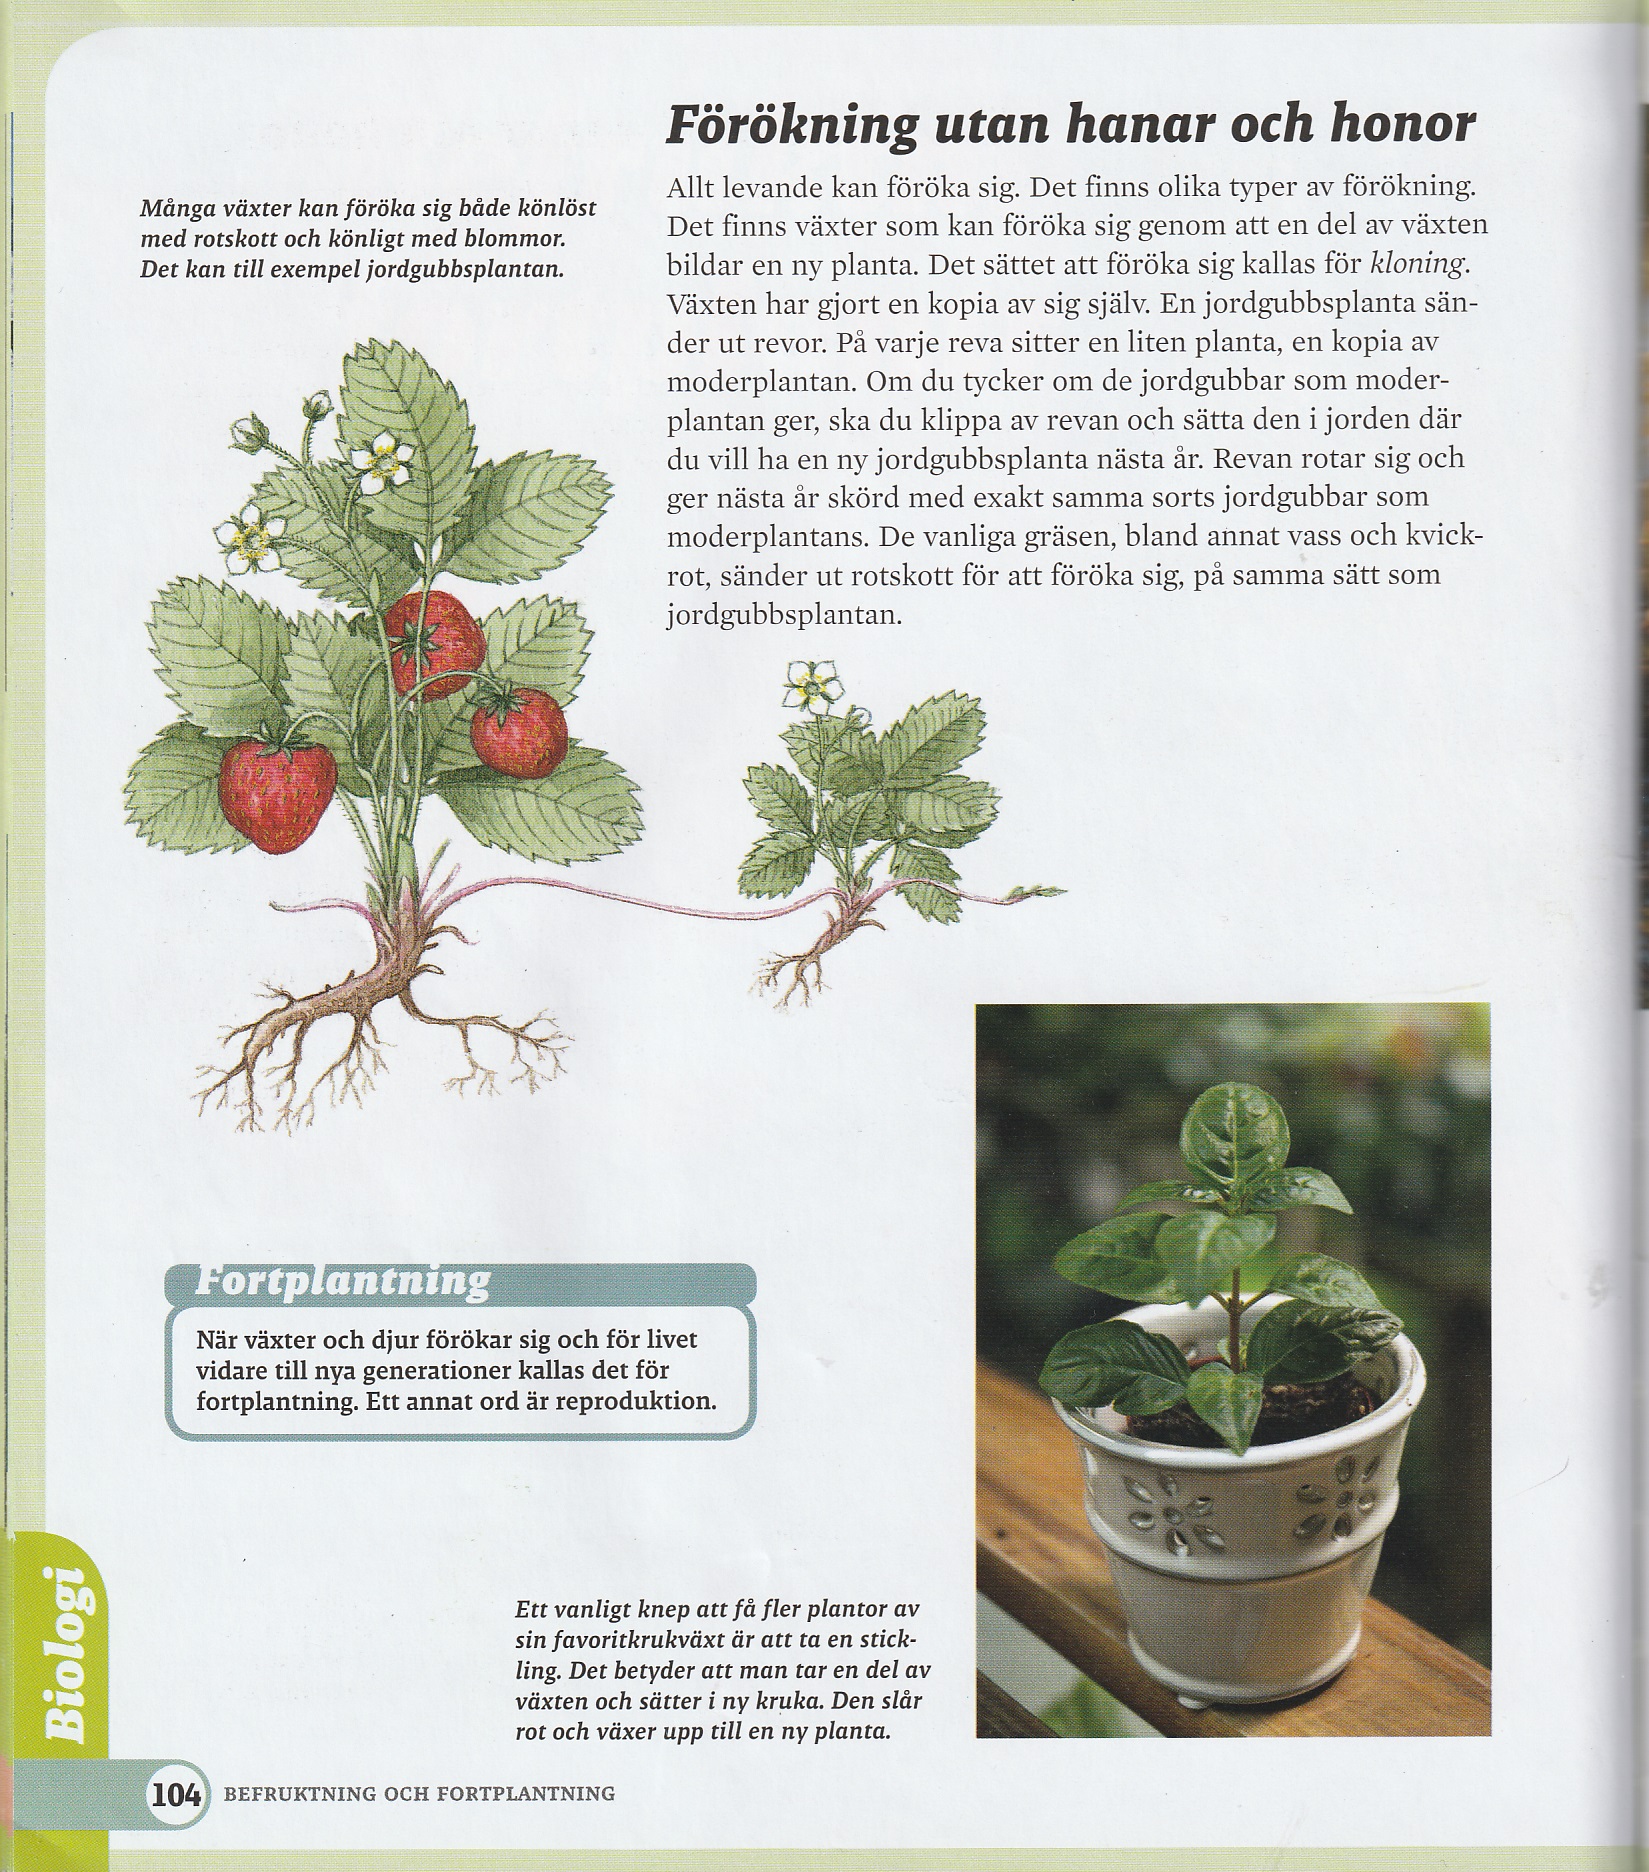 Förökning utan hanar och honor
Allt levande kan föröka sig. Det finns olika typer av förökning.
Det finns växter som kan föröka sig genom att en del av växten
bildar en ny planta. Det sättet att föröka sig kallas för kloning.
Växten har gjort en kopia av sig själv. En jordgubbsplanta sän-
der ut revor. På varje reva sitter en liten planta, en kopia av
moderplantan. Om du tycker om de jordgubbar som moder-
plantan ger, ska du klippa av revan och sätta den i jorden där
du vill ha en ny jordgubbsplanta nästa år. Revan rotar sig och
ger nästa år skörd med exakt samma sorts jordgubbar som
moderplantans. De vanliga gräsen, bland annat vass och kvick-
rot, sänder ut rotskott för att föröka sig, på samma sätt som
jordgubbsplantan.
Många växter kan föröka sig både könlöst
med rotskott och könligt med blommor.
Det kan till exempel jordgubbsplantan.
Fortplantning
När växter och djur förökar sig och för livet
vidare till nya generationer kallas det för
fortplantning. Ett annat ord är reproduktion.
Ett vanligt knep att få fler plantor av
sin favoritkrukväxt är att ta en stick-
ling. Det betyder att man tar en del av
växten och sätter i ny kruka. Den slår
rot och växer upp till en ny planta.
Biologi
104 BEFRUKTNING OCH FORTPLANTNING